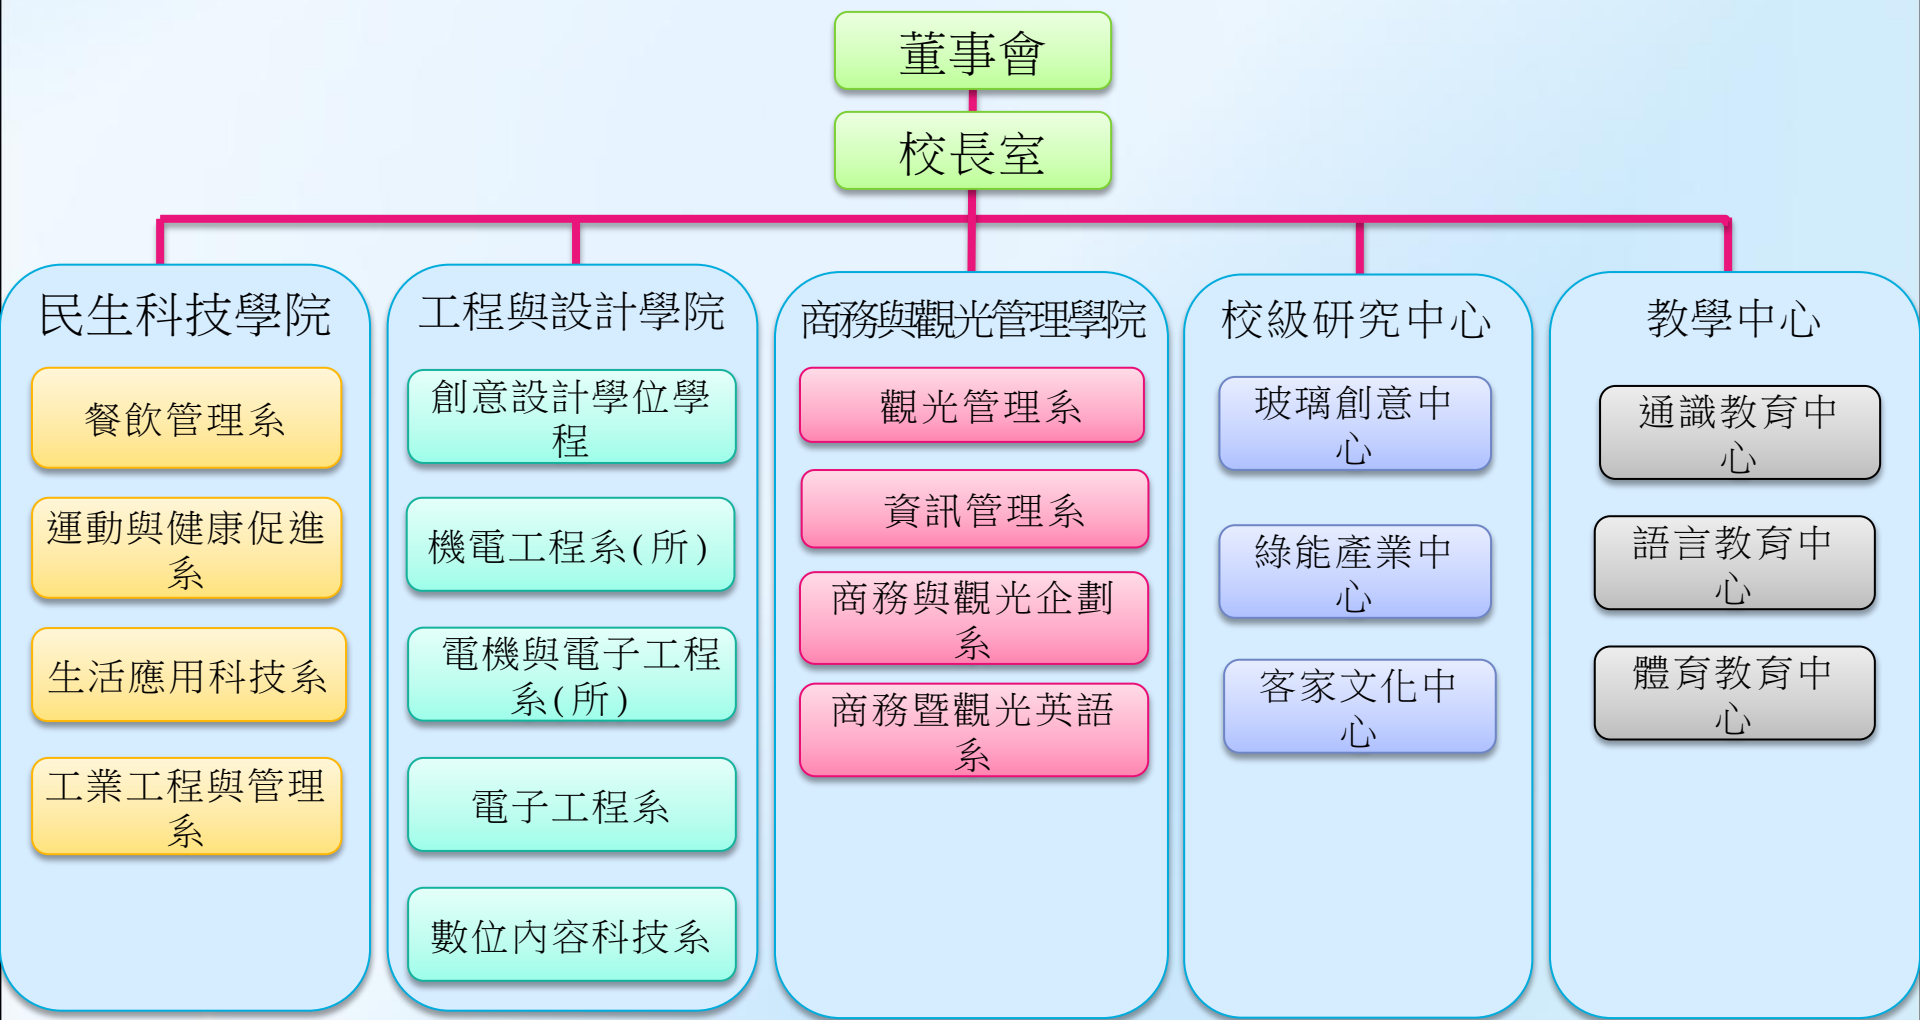 董事會
校長室
民生科技學院
餐飲管理系
運動與健康促進
系
生活應用科技系
工業工程與管理
系
工程與設計學院
創意設計學位學
程
機電工程系(所)
電機與電子工程
系(所)
電子工程系
數位內容科技系
商務與觀光管理學院
觀光管理系
資訊管理系
商務與觀光企劃
系
商務暨觀光英語
系
校級研究中心
玻璃創意中
心
綠能產業中
心
客家文化中
心
教學中心
通識教育中
心
語言教育中
心
體育教育中
心